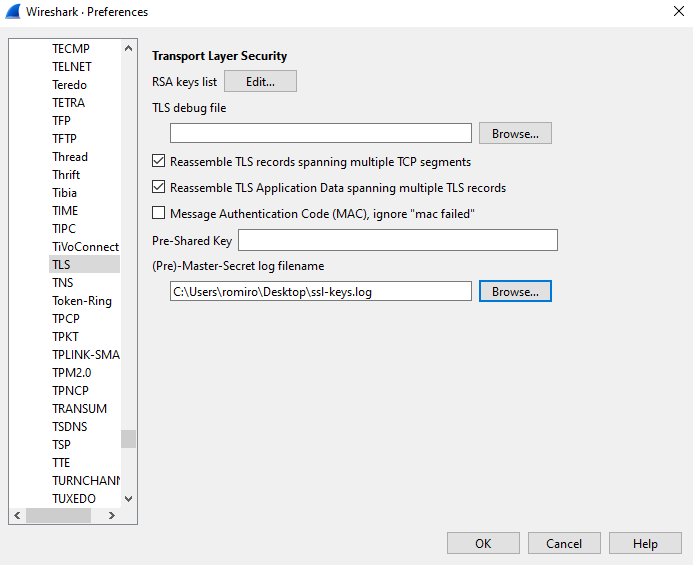 Wireshark · Preferences
TECMP
TELNET
Teredo
TETRA
TFP
TFTP
Thread
Thrift
Tibia
TIME
TIPC
TiVoConnect
TLS
TNS
Token-Ring
TPCP
TPKT
TPLINK-SMA
TPM2.0
TPNCP
TRANSUM
TSDNS
TSP
TTE
TURNCHANN
TUXEDO
Transport Layer Security
RSA keys list Edit...
TLS debug file
Browse...
Reassemble TLS records spanning multiple TCP segments
Reassemble TLS Application Data spanning multiple TLS records
Message Authentication Code (MAC), ignore "mac failed"
Pre-Shared Key
(Pre)-Master-Secret log filename
C:\Users\romiro\Desktop\ssl-keys.log Browse...
OK Cancel Help